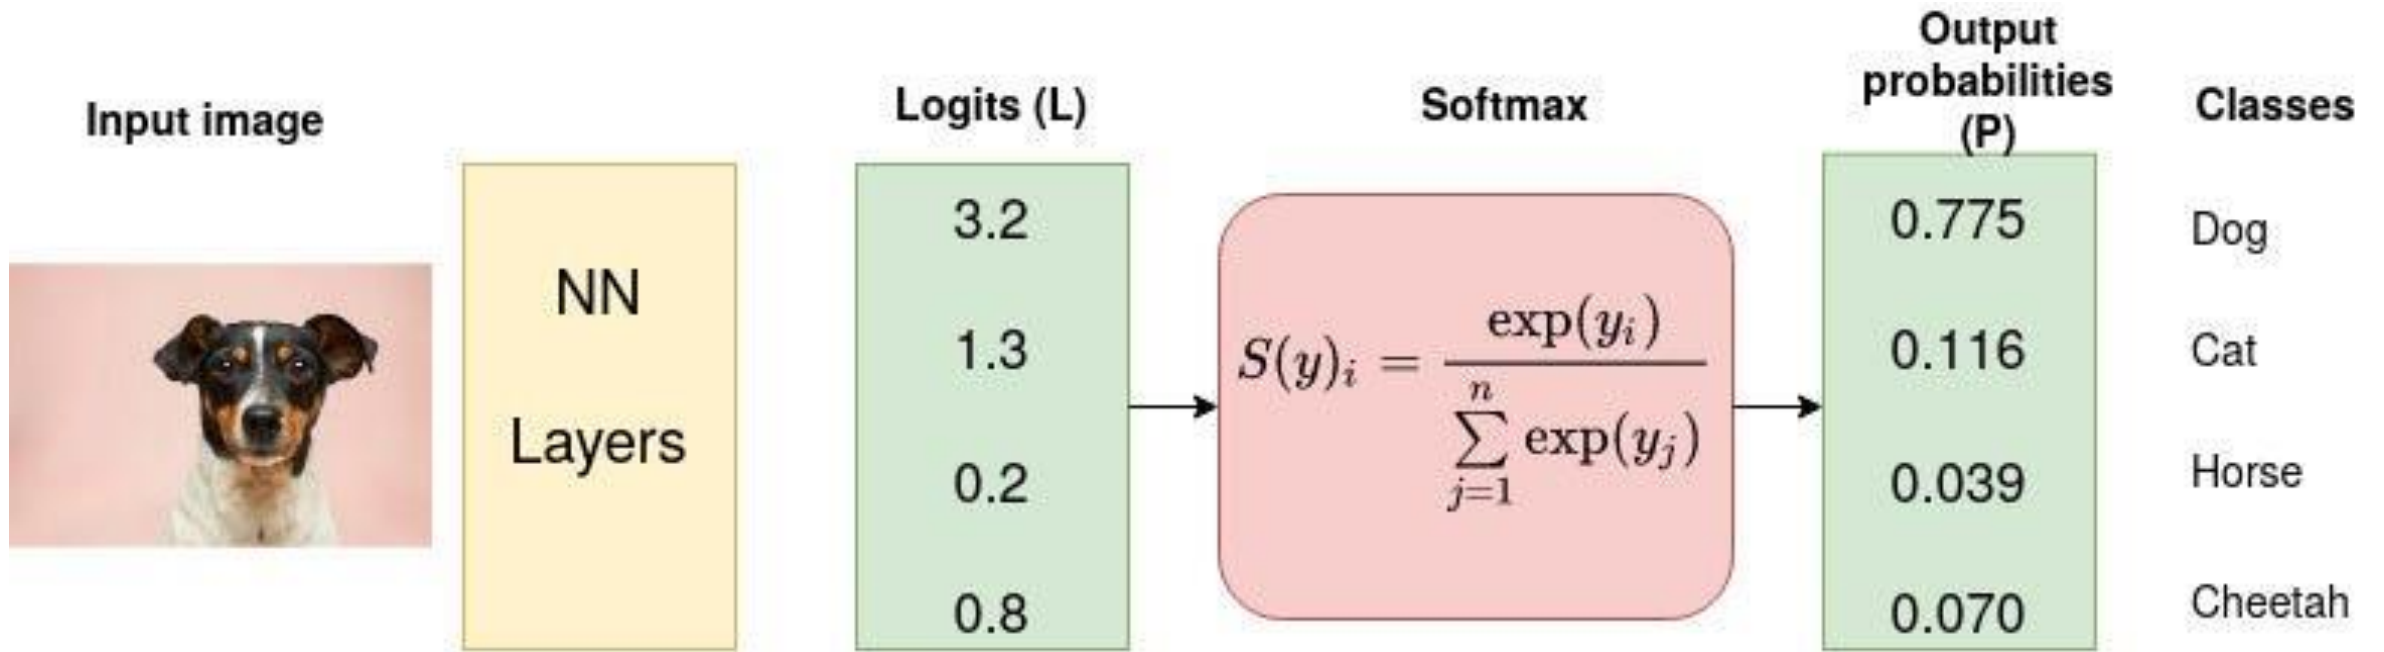 Input image
NN
Layers
Logits (L)
3.2
1.3
0.2
0.8
Softmax
S(y)_i = exp(y_i) / ∑_{j=1}^{n} exp(y_j)
Output
probabilities
(P)
0.775
0.116
0.039
0.070
Classes
Dog
Cat
Horse
Cheetah